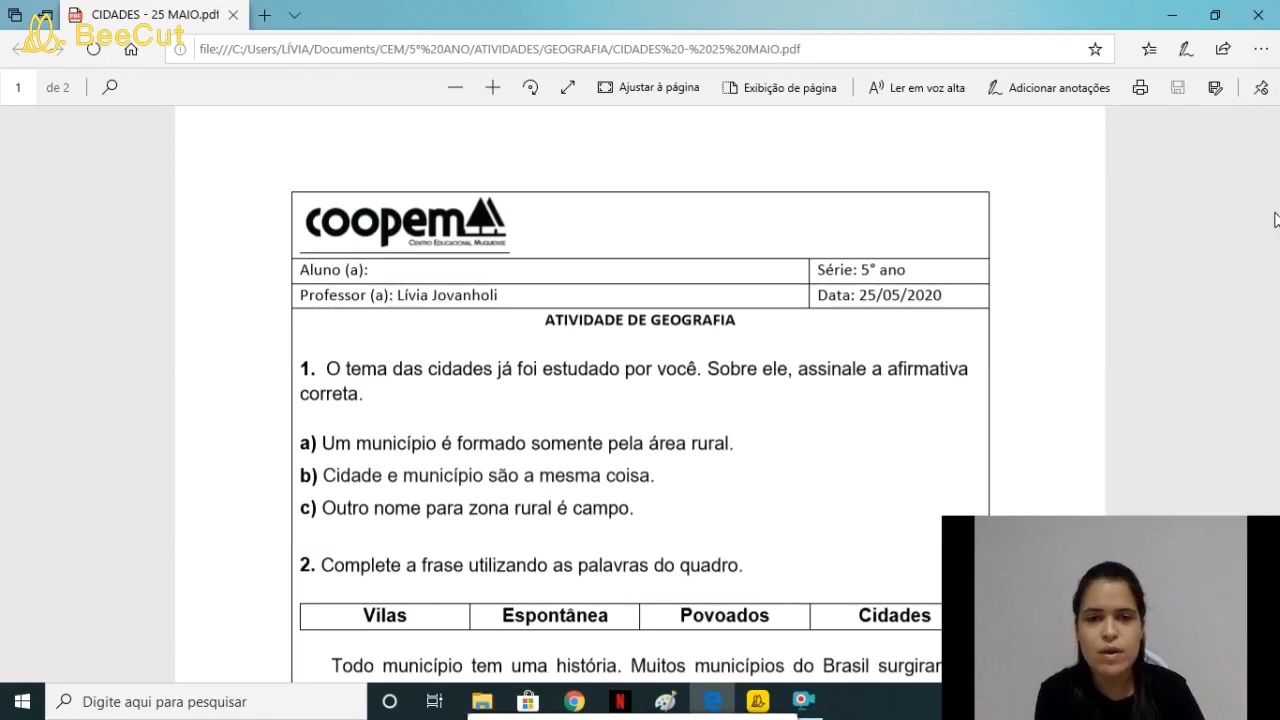 CIDADES - 25 MAIO.pdf
BeeCut
file:///C:/Users/LÍVIA/Documents/CEM/5°%20ANO/ATIVIDADES/GEOGRAFIA/CIDADES%20-%2025%20MAIO.pdf
1 de 2 Ajustar à página Exibição de página Ler em voz alta Adicionar anotações
coopem
CENTRO EDUCACIONAL MUQUIENSE
Aluno (a): Série: 5° ano
Professor (a): Lívia Jovanholi Data: 25/05/2020
ATIVIDADE DE GEOGRAFIA
1. O tema das cidades já foi estudado por você. Sobre ele, assinale a afirmativa
correta.
a) Um município é formado somente pela área rural.
b) Cidade e município são a mesma coisa.
c) Outro nome para zona rural é campo.
2. Complete a frase utilizando as palavras do quadro.
Vilas Espontânea Povoados Cidades
Todo município tem uma história. Muitos municípios do Brasil
Digite aqui para pesquisar